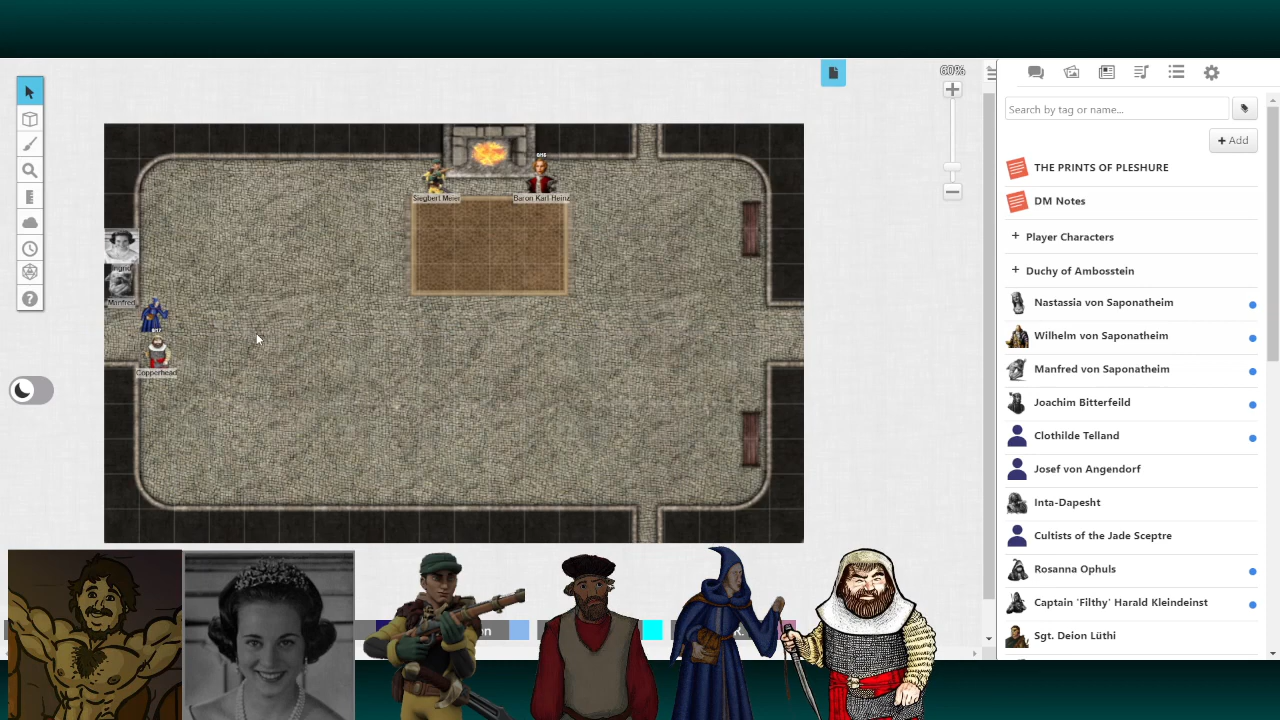 60%
Search by tag or name...
+ Add
THE PRINTS OF PLESHURE
DM Notes
+ Player Characters
+ Duchy of Ambosstein
Nastassia von Saponatheim
Wilhelm von Saponatheim
Manfred von Saponatheim
Joachim Bitterfeild
Clothilde Telland
Josef von Angendorf
Inta-Dapesht
Cultists of the Jade Sceptre
Rosanna Ophuls
Captain 'Filthy' Harald Kleindeinst
Sgt. Deion Lüthi
Siegbert Meier
Baron Karl Heinz
Ingrid
Manfred
Copperhead